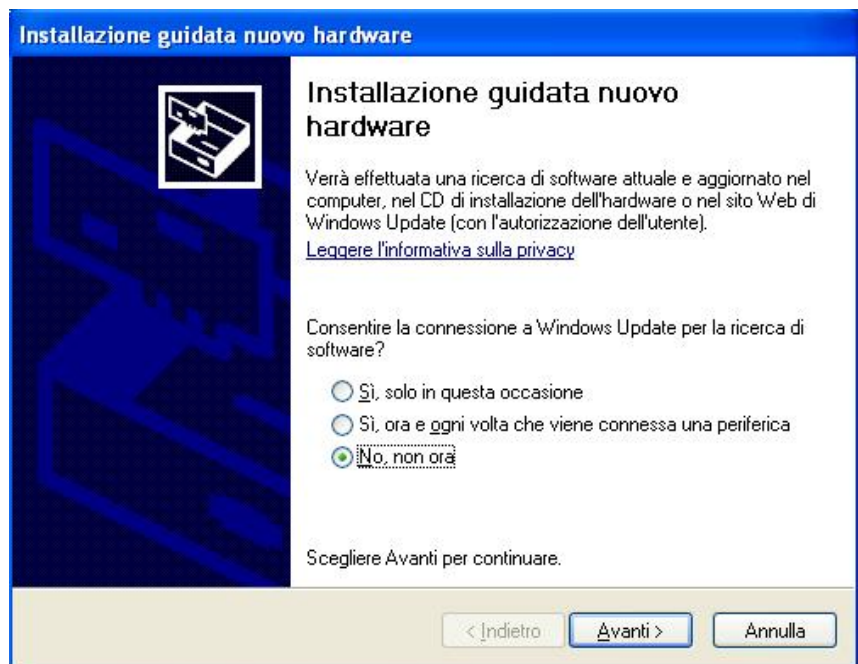 Installazione guidata nuovo hardware
Installazione guidata nuovo
hardware
Verrà effettuata una ricerca di software attuale e aggiornato nel
computer, nel CD di installazione dell'hardware o nel sito Web di
Windows Update (con l'autorizzazione dell'utente).
Leggere l'informativa sulla privacy
Consentire la connessione a Windows Update per la ricerca di
software?
Sì, solo in questa occasione
Sì, ora e ogni volta che viene connessa una periferica
No, non ora
Scegliere Avanti per continuare.
< Indietro Avanti > Annulla